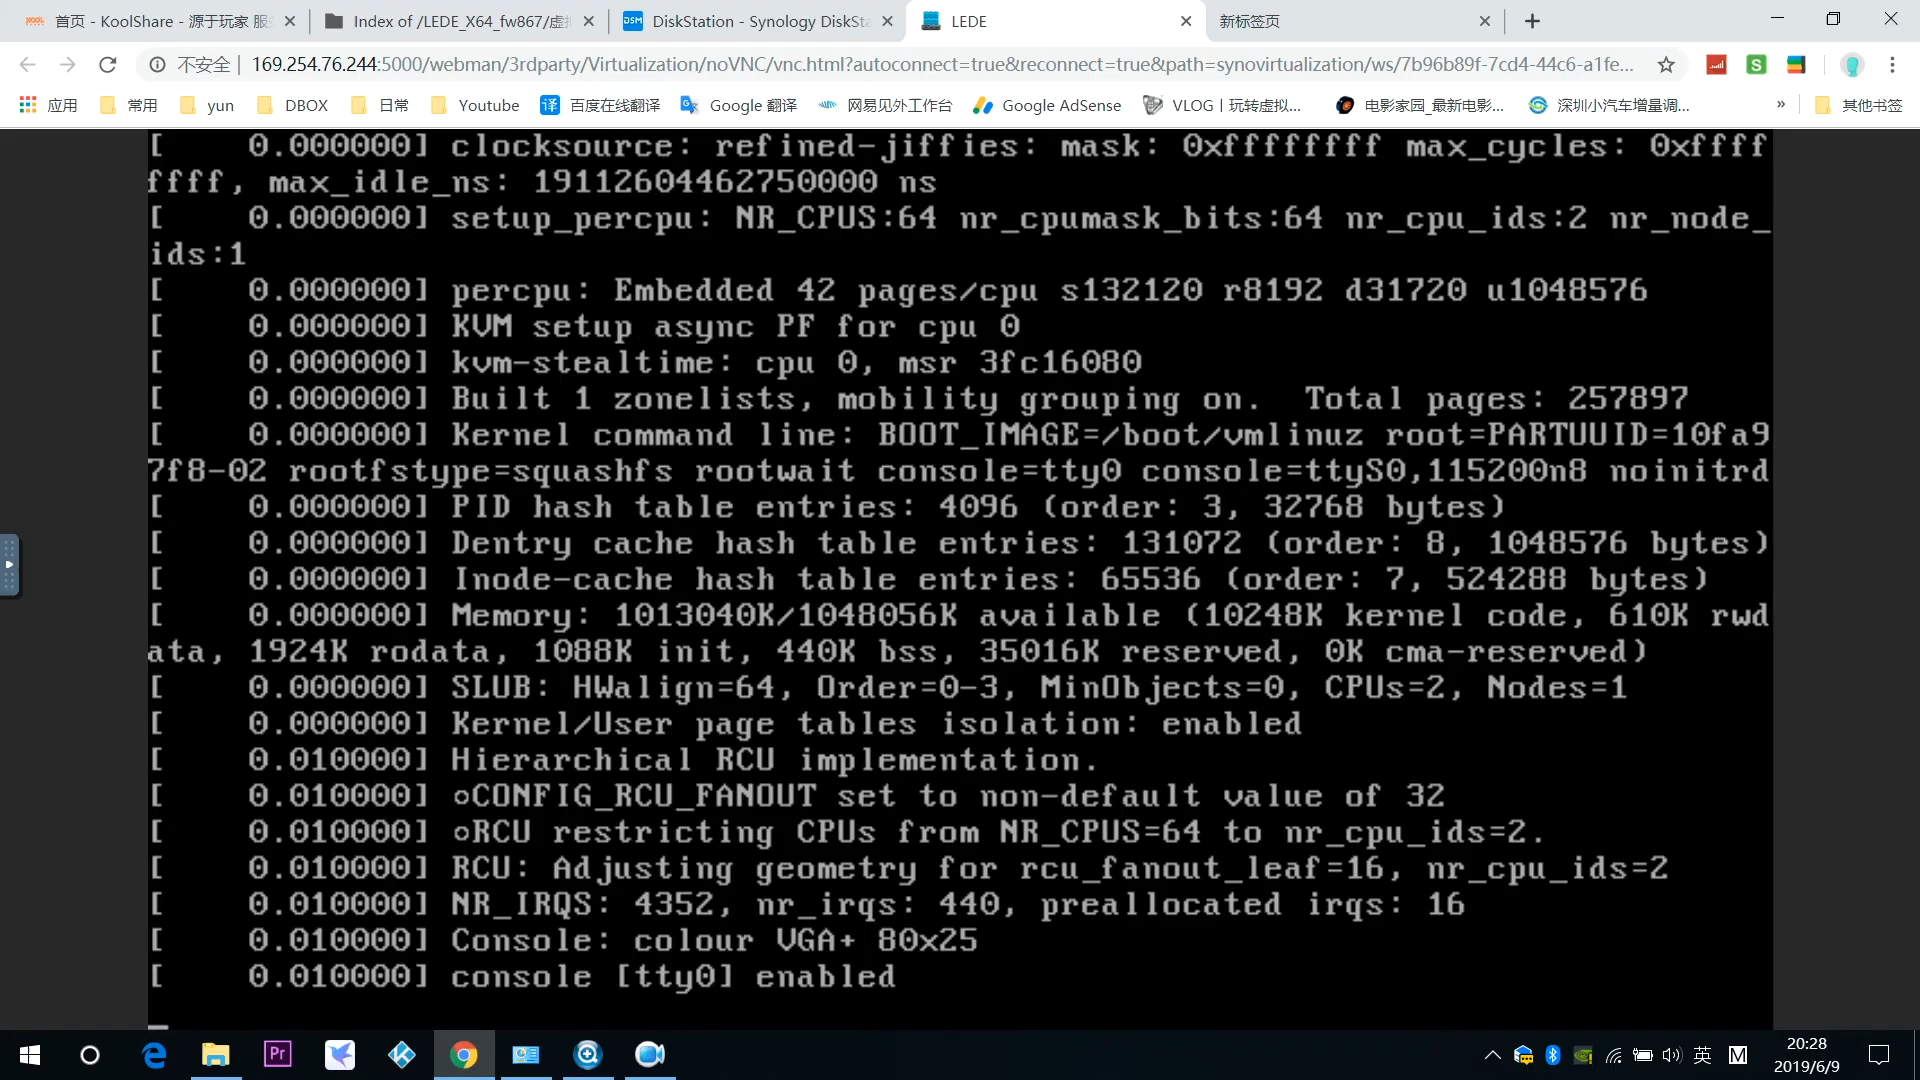 首页 - KoolShare - 源于玩家 服
Index of /LEDE_X64_fw867/虚
DiskStation - Synology DiskSta
LEDE
新标签页
不安全 | 169.254.76.244:5000/webman/3rdparty/Virtualization/noVNC/vnc.html?autoconnect=true&reconnect=true&path=synovirtualization/ws/7b96b89f-7cd4-44c6-a1fe...
应用 常用 yun DBOX 日常 Youtube 百度在线翻译 Google 翻译 网易见外工作台 Google AdSense VLOG | 玩转虚拟... 电影家园_最新电影... 深圳小汽车增量调... » 其他书签
[    0.000000] clocksource: refined-jiffies: mask: 0xffffffff max_cycles: 0xffff
ffff, max_idle_ns: 19112604462750000 ns
[    0.000000] setup_percpu: NR_CPUS:64 nr_cpumask_bits:64 nr_cpu_ids:2 nr_node_
ids:1
[    0.000000] percpu: Embedded 42 pages/cpu s132120 r8192 d31720 u1048576
[    0.000000] KVM setup async PF for cpu 0
[    0.000000] kvm-stealtime: cpu 0, msr 3fc16080
[    0.000000] Built 1 zonelists, mobility grouping on.  Total pages: 257897
[    0.000000] Kernel command line: BOOT_IMAGE=/boot/vmlinuz root=PARTUUID=10fa9
7f8-02 rootfstype=squashfs rootwait console=tty0 console=ttyS0,115200n8 noinitrd
[    0.000000] PID hash table entries: 4096 (order: 3, 32768 bytes)
[    0.000000] Dentry cache hash table entries: 131072 (order: 8, 1048576 bytes)
[    0.000000] Inode-cache hash table entries: 65536 (order: 7, 524288 bytes)
[    0.000000] Memory: 1013040K/1048056K available (10248K kernel code, 610K rwd
ata, 1924K rodata, 1088K init, 440K bss, 35016K reserved, 0K cma-reserved)
[    0.000000] SLUB: HWalign=64, Order=0-3, MinObjects=0, CPUs=2, Nodes=1
[    0.000000] Kernel/User page tables isolation: enabled
[    0.010000] Hierarchical RCU implementation.
[    0.010000] oCONFIG_RCU_FANOUT set to non-default value of 32
[    0.010000] oRCU restricting CPUs from NR_CPUS=64 to nr_cpu_ids=2.
[    0.010000] RCU: Adjusting geometry for rcu_fanout_leaf=16, nr_cpu_ids=2
[    0.010000] NR_IRQS: 4352, nr_irqs: 440, preallocated irqs: 16
[    0.010000] Console: colour VGA+ 80x25
[    0.010000] console [tty0] enabled
Pr
英
M
20:28
2019/6/9